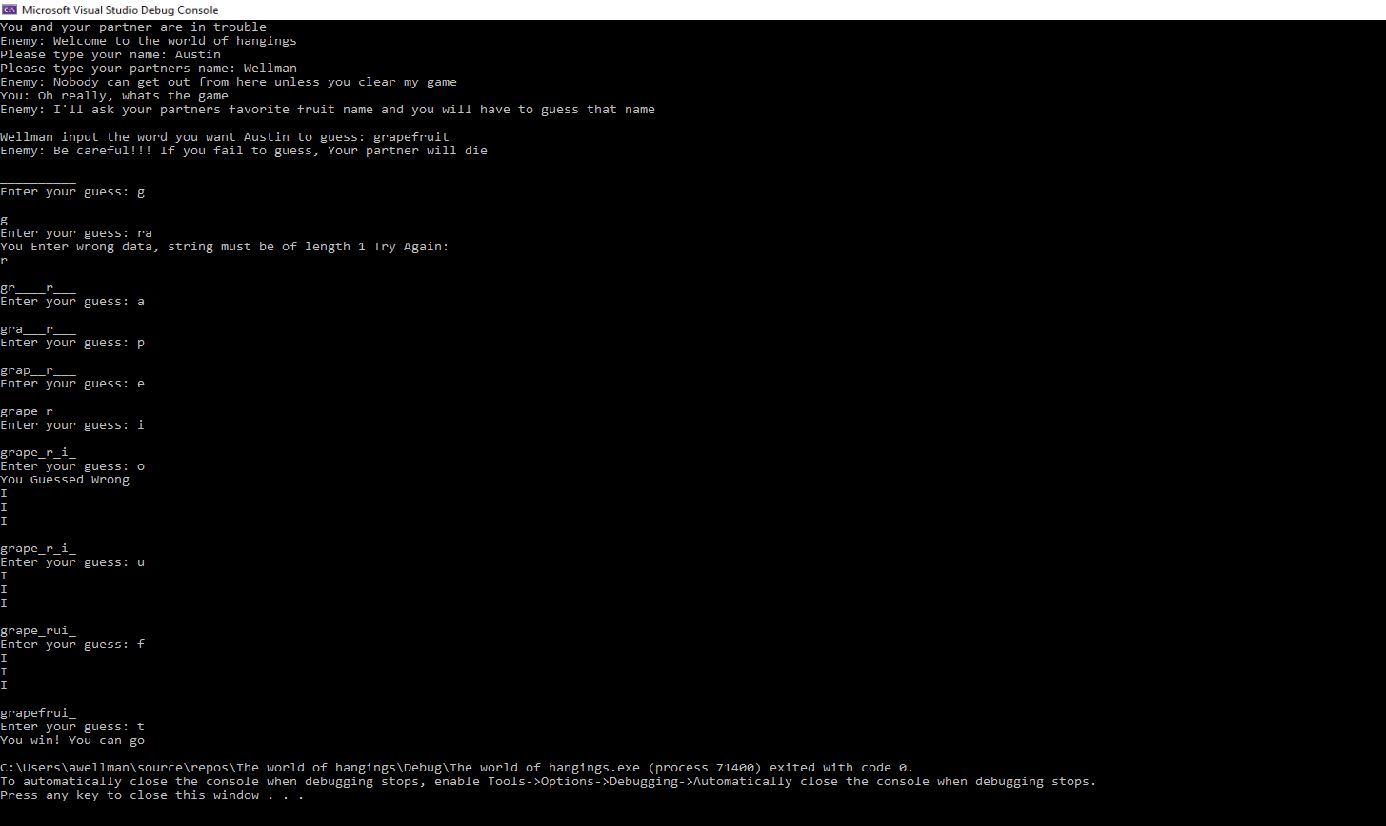 Microsoft Visual Studio Debug Console
You and your partner are in trouble
Enemy: Welcome to the world of hangings
Please type your name: Austin
Please type your partners name: Wellman
Enemy: Nobody can get out from here unless you clear my game
You: Oh really, whats the game
Enemy: I'll ask your partners favorite fruit name and you will have to guess that name
Wellman input the word you want Austin to guess: grapefruit
Enemy: Be careful!!! If you fail to guess, Your partner will die
__________
Enter your guess: g
g
Enter your guess: ra
You Enter wrong data, string must be of length 1 Try Again:
r
gr____r___
Enter your guess: a
gra___r___
Enter your guess: p
grap__r___
Enter your guess: e
grape r
Enter your guess: i
grape_r_i_
Enter your guess: o
You Guessed Wrong
I
I
I
grape_r_i_
Enter your guess: u
I
I
I
grape_rui_
Enter your guess: f
I
I
I
grapefrui_
Enter your guess: t
You win! You can go
C:\Users\awellman\source\repos\The world of hangings\Debug\The world of hangings.exe (process 71400) exited with code 0.
To automatically close the console when debugging stops, enable Tools->Options->Debugging->Automatically close the console when debugging stops.
Press any key to close this window . . .